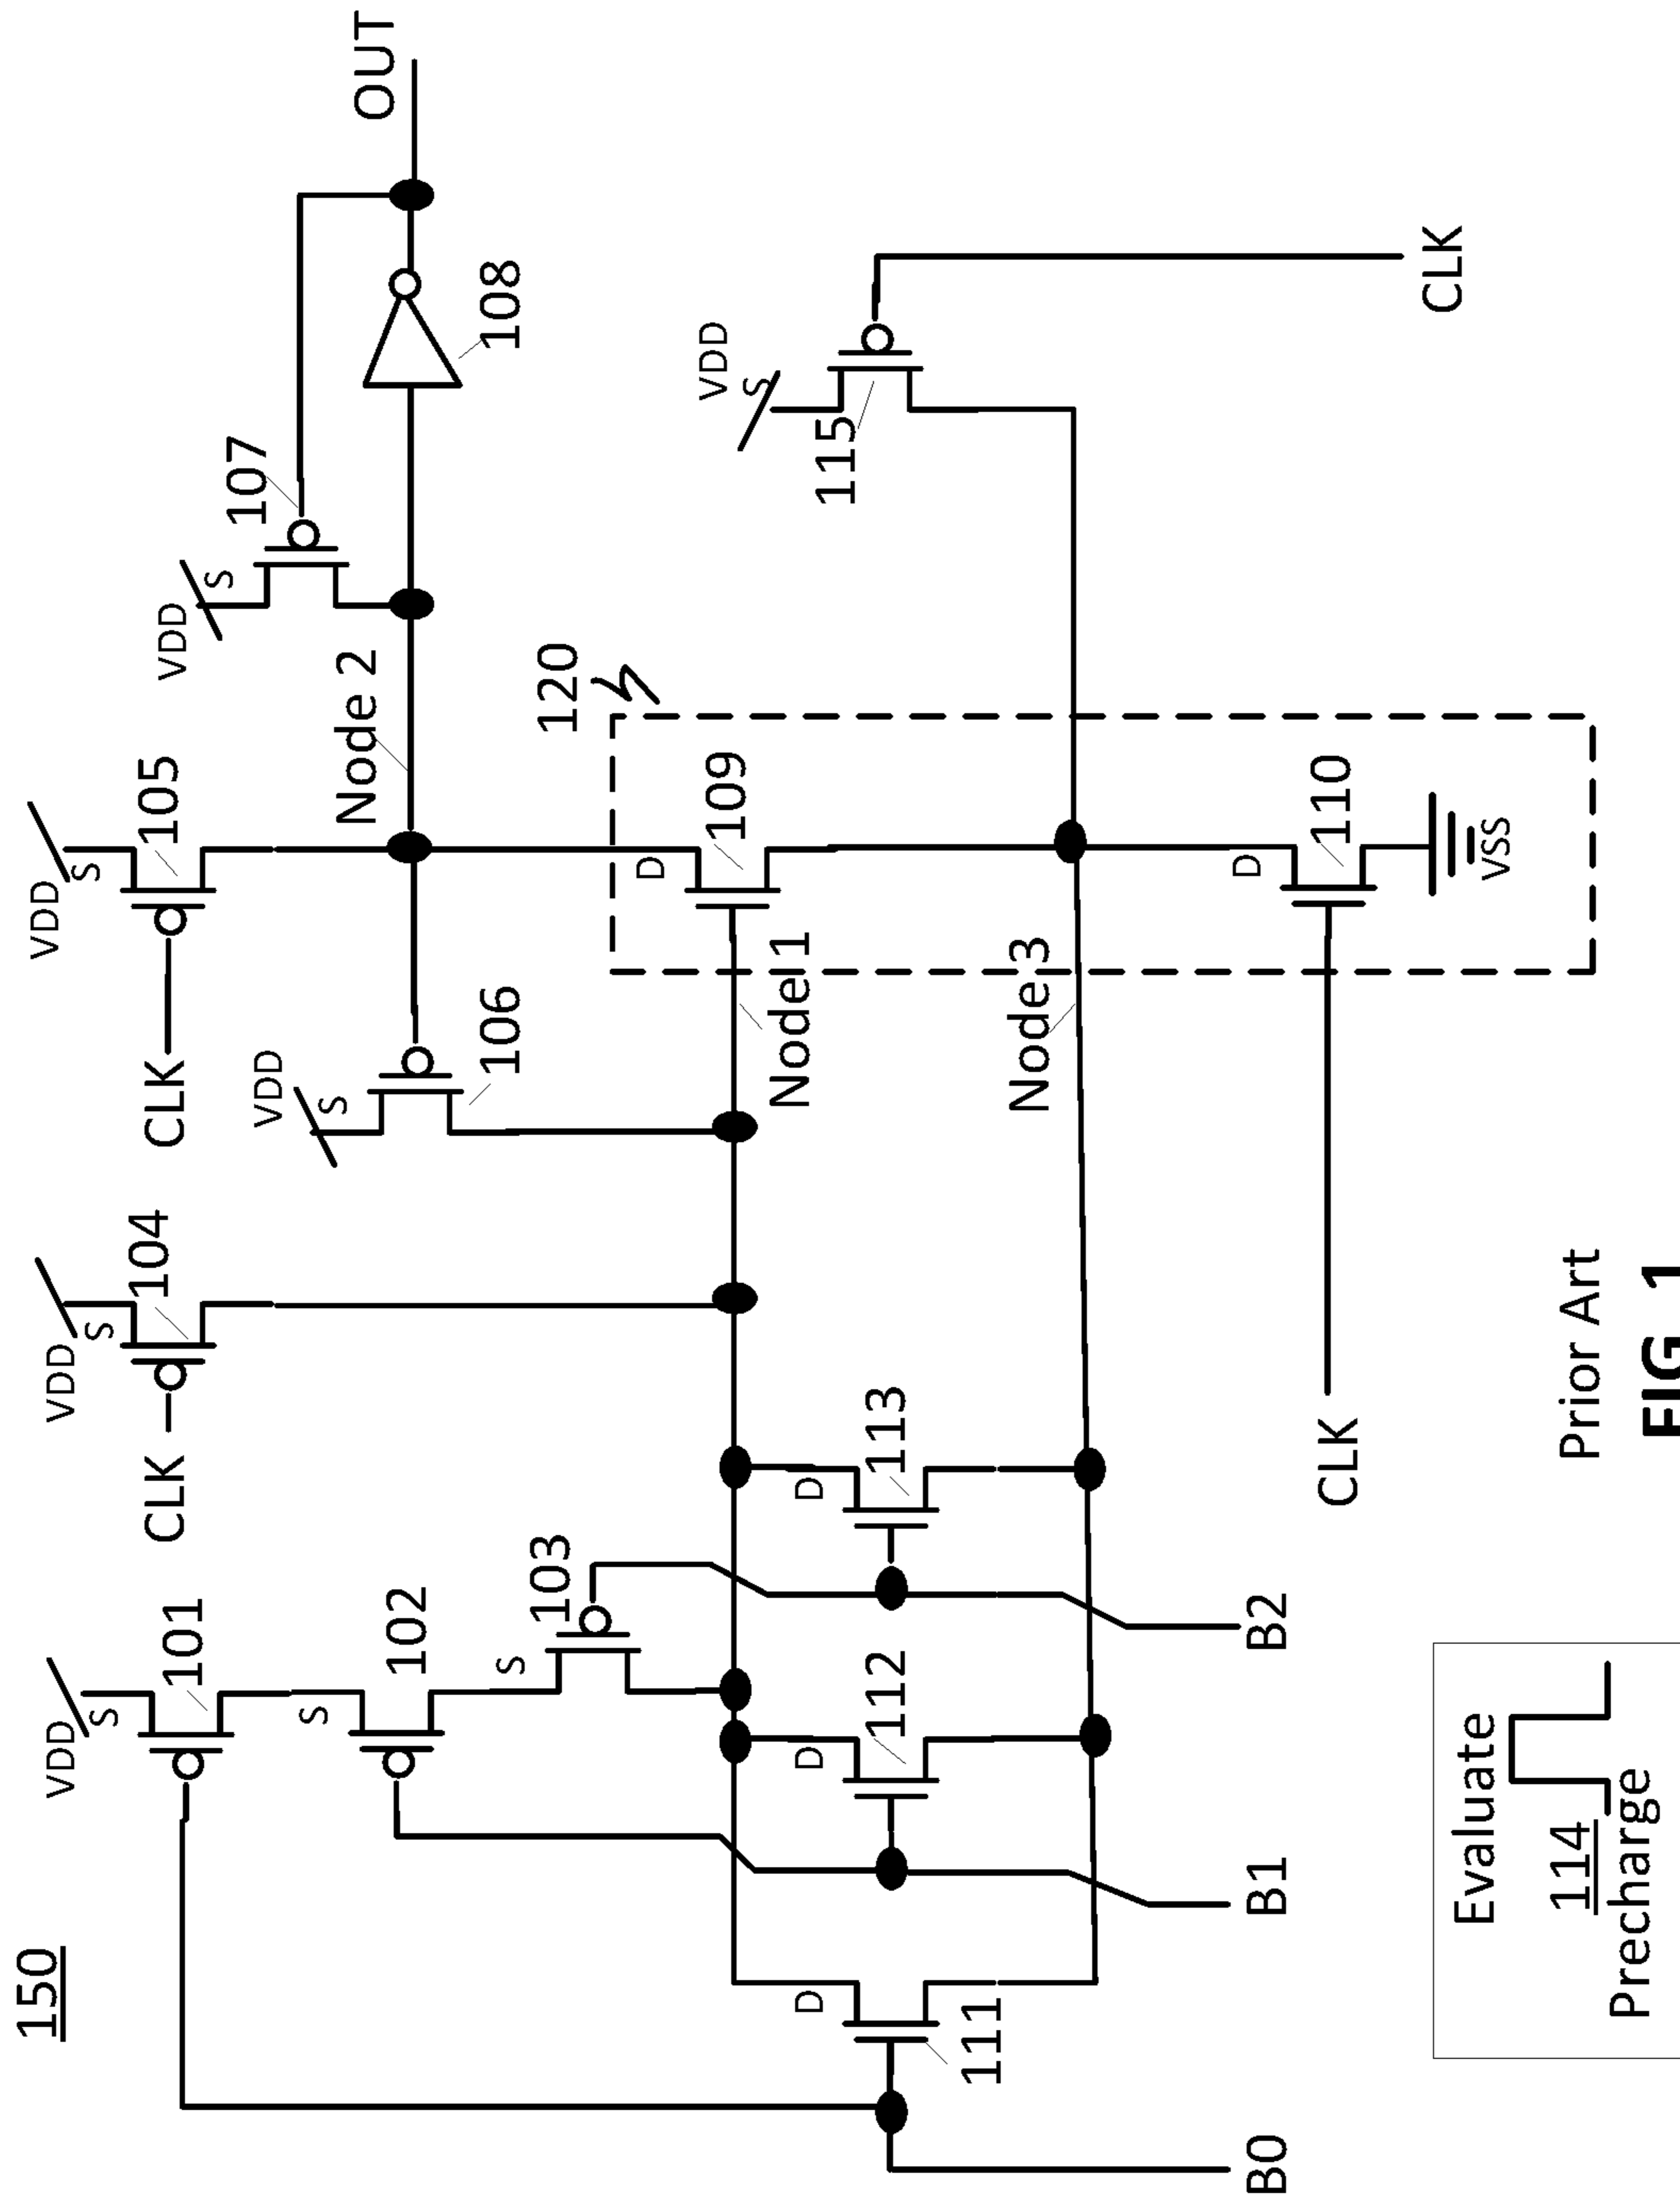 150
VDD
S
101
S
102
S
103
VDD
S
104
CLK
VDD
S
105
CLK
VDD
S
106
VDD
S
107
Node 2
OUT
108
120
D
109
Node 1
VDD
S
115
D
111
D
112
D
113
Node 3
D
110
VSS
CLK
CLK
B0
B1
B2
Evaluate
114
Precharge
Prior Art
FIG. 1